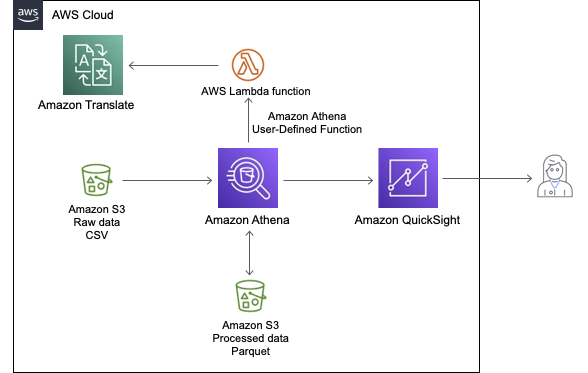 aws
AWS Cloud
Amazon Translate
AWS Lambda function
Amazon Athena
User-Defined Function
Amazon S3
Raw data
CSV
Amazon Athena
Amazon QuickSight
Amazon S3
Processed data
Parquet